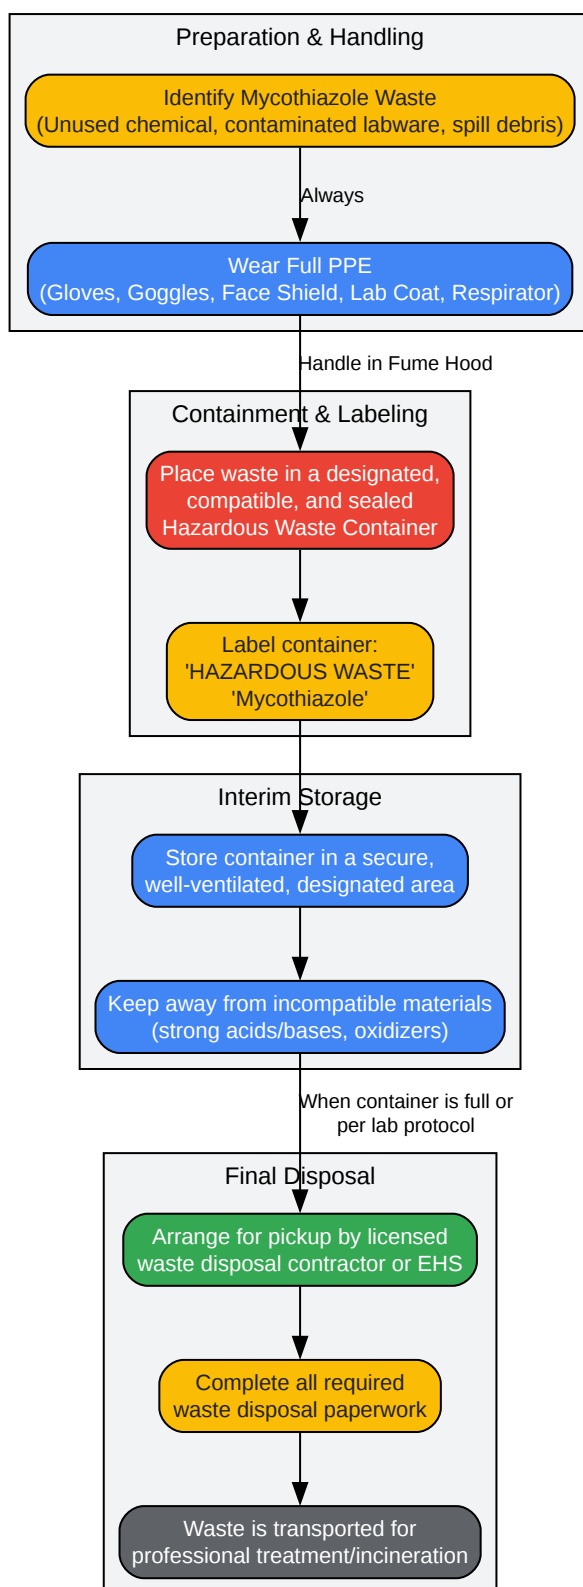 Preparation & Handling
Identify Mycothiazole Waste
(Unused chemical, contaminated labware, spill debris)
Always
Wear Full PPE
(Gloves, Goggles, Face Shield, Lab Coat, Respirator)
Handle in Fume Hood
Containment & Labeling
Place waste in a designated,
compatible, and sealed
Hazardous Waste Container
Label container:
'HAZARDOUS WASTE'
'Mycothiazole'
Interim Storage
Store container in a secure,
well-ventilated, designated area
Keep away from incompatible materials
(strong acids/bases, oxidizers)
When container is full or
per lab protocol
Final Disposal
Arrange for pickup by licensed
waste disposal contractor or EHS
Complete all required
waste disposal paperwork
Waste is transported for
professional treatment/incineration